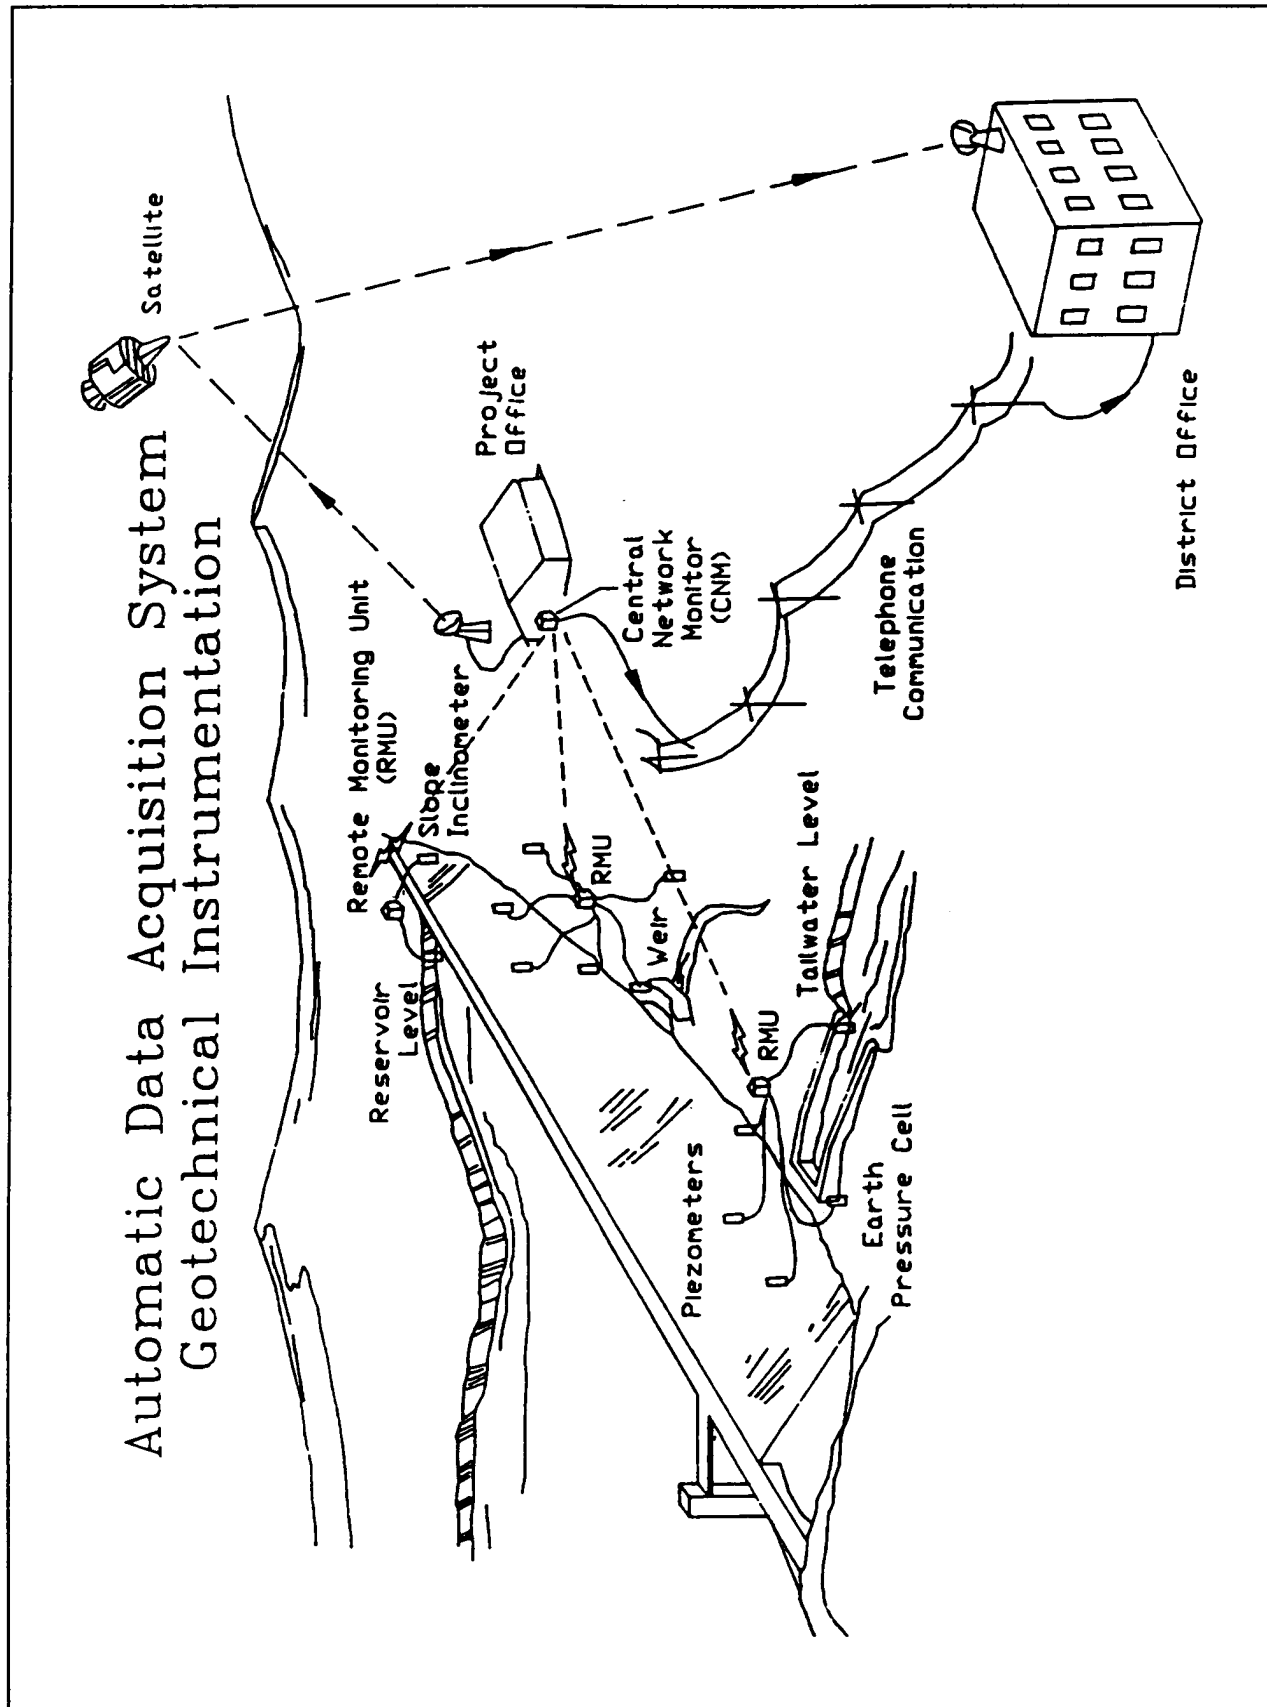 Automatic Data Acquisition System
Geotechnical Instrumentation
Satellite
Remote Monitoring Unit
(RMU)
Slope
Inclinometer
Project
Office
Reservoir
Level
RMU
Weir
Central
Network
Monitor
(CNM)
Piezometers
RMU
Tailwater Level
Telephone
Communication
Earth
Pressure Cell
District Office